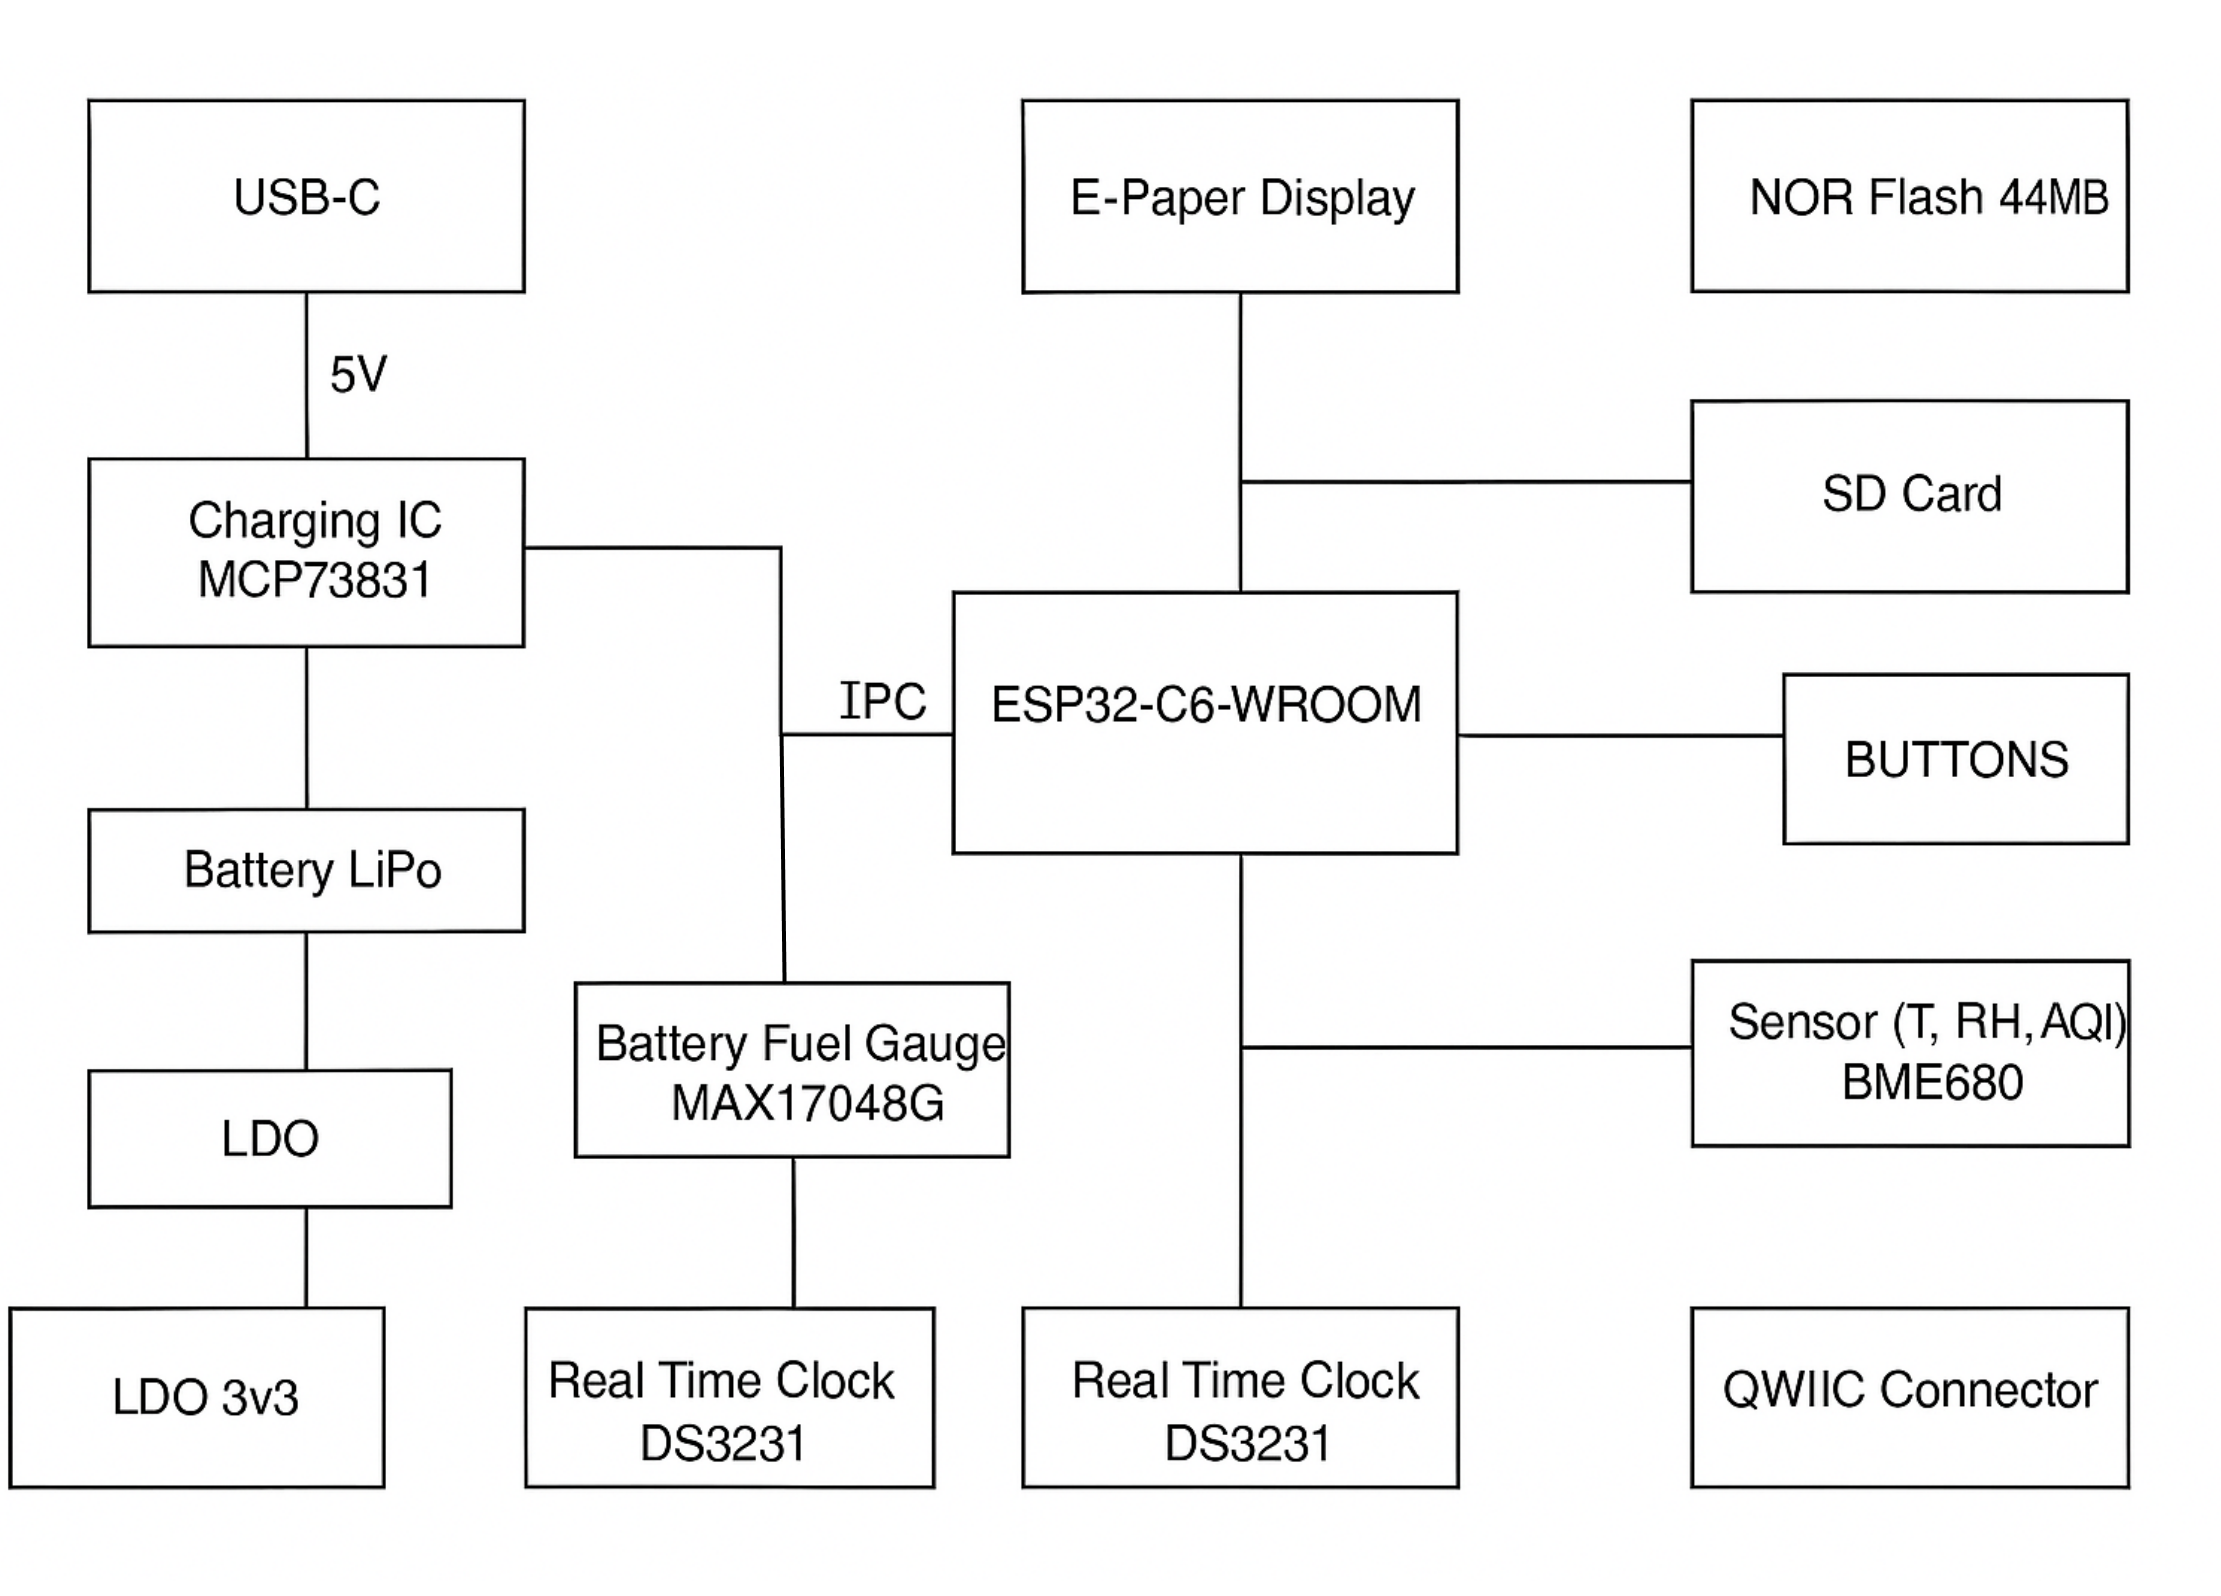 USB-C
E-Paper Display
NOR Flash 44MB
5V
SD Card
Charging IC
MCP73831
IPC
ESP32-C6-WROOM
BUTTONS
Battery LiPo
Battery Fuel Gauge
MAX17048G
Sensor (T, RH, AQI)
BME680
LDO
LDO 3v3
Real Time Clock
DS3231
Real Time Clock
DS3231
QWIIC Connector